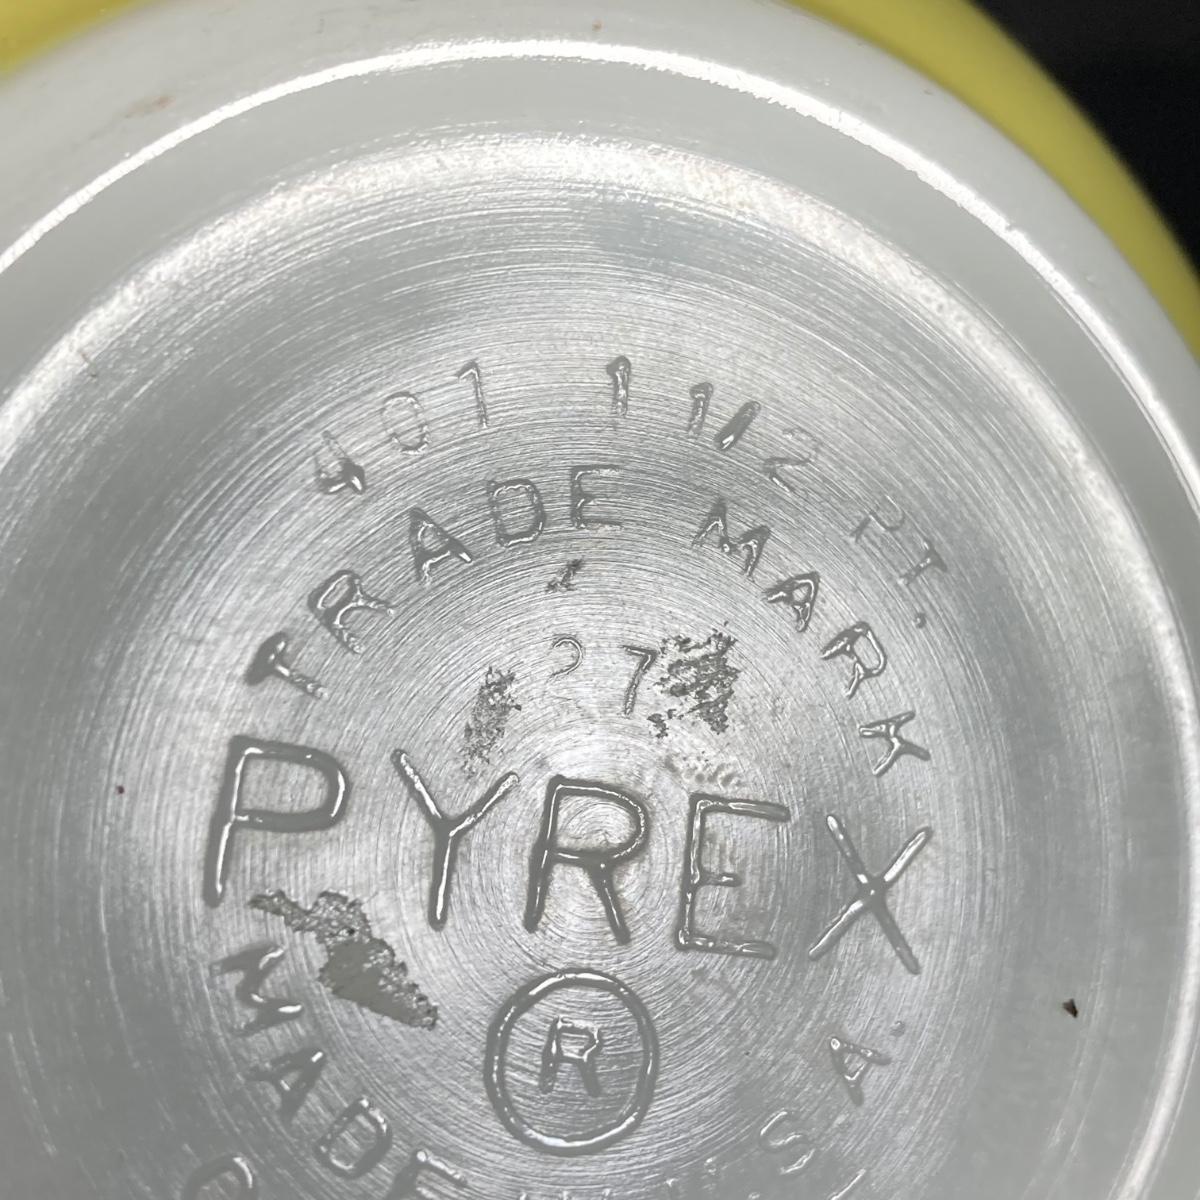 401 1 1/2 PT.
TRADE MARK
27
PYREX
®
MADE IN U.S.A.